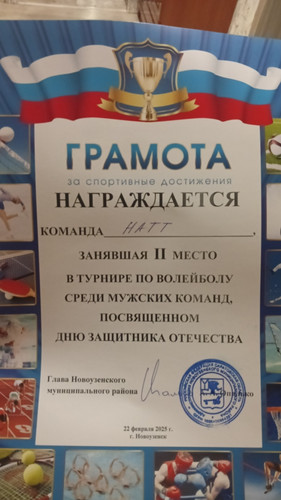 ГРАМОТА
за спортивные достижения
НАГРАЖДАЕТСЯ
КОМАНДА НАТТ,
ЗАНЯВШАЯ II МЕСТО
В ТУРНИРЕ ПО ВОЛЕЙБОЛУ
СРЕДИ МУЖСКИХ КОМАНД,
ПОСВЯЩЕННОМ
ДНЮ ЗАЩИТНИКА ОТЕЧЕСТВА
Глава Новоузенского
муниципального района
22 февраля 2025 г.
г. Новоузенск